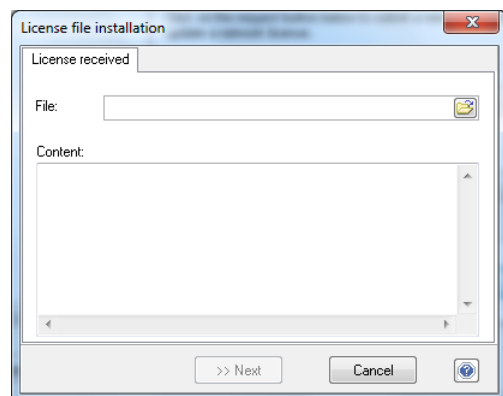 License file installation
License received
File:
Content:
>> Next
Cancel